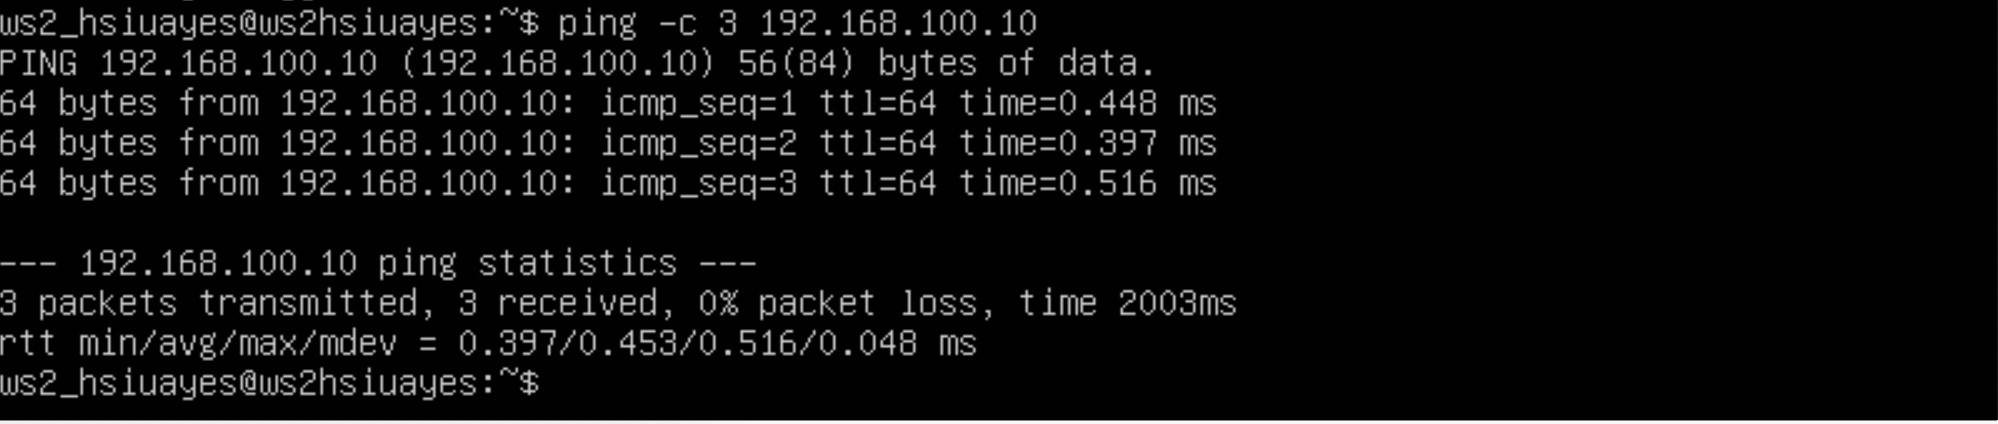 ws2_hsiuayes@ws2hsiuayes:~$ ping -c 3 192.168.100.10
PING 192.168.100.10 (192.168.100.10) 56(84) bytes of data.
64 bytes from 192.168.100.10: icmp_seq=1 ttl=64 time=0.448 ms
64 bytes from 192.168.100.10: icmp_seq=2 ttl=64 time=0.397 ms
64 bytes from 192.168.100.10: icmp_seq=3 ttl=64 time=0.516 ms
--- 192.168.100.10 ping statistics ---
3 packets transmitted, 3 received, 0% packet loss, time 2003ms
rtt min/avg/max/mdev = 0.397/0.453/0.516/0.048 ms
ws2_hsiuayes@ws2hsiuayes:~$